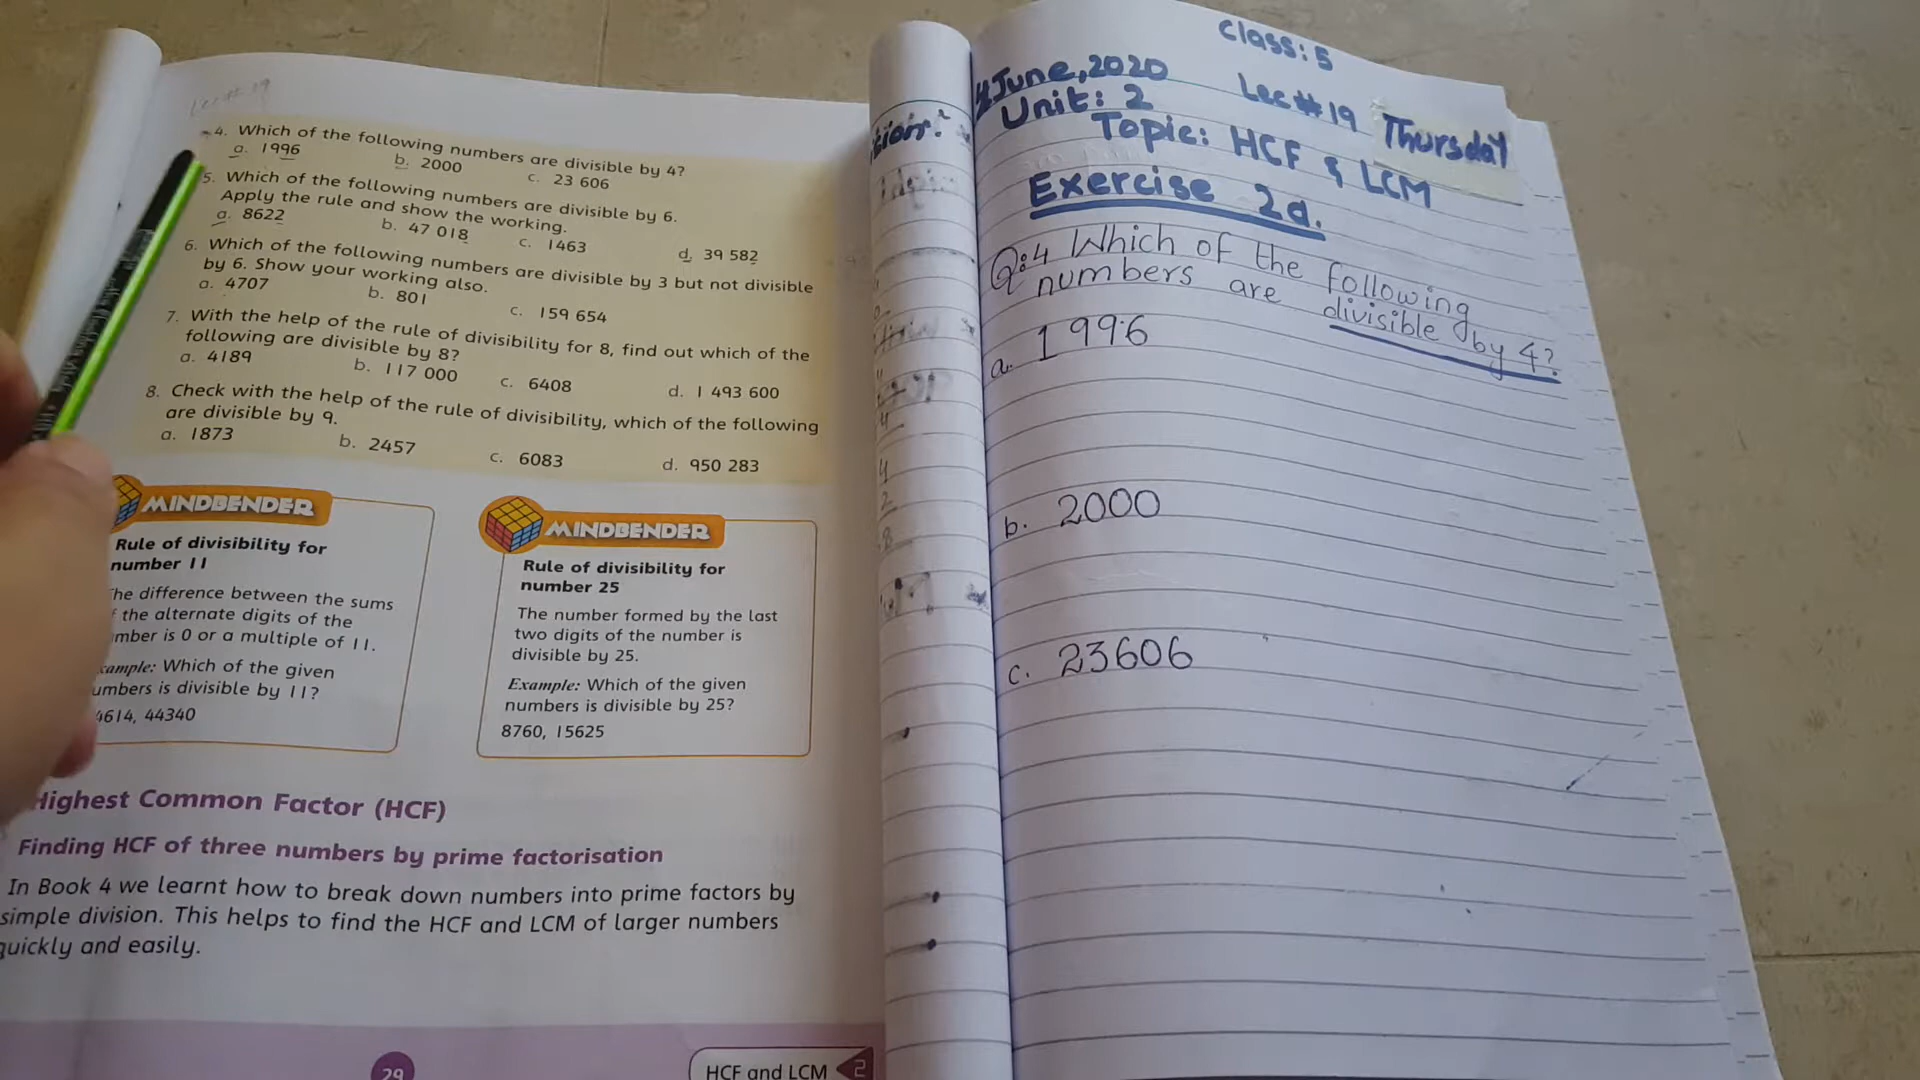 Lec # 19
4. Which of the following numbers are divisible by 4?
a. 1996 b. 2000 c. 23 606
5. Which of the following numbers are divisible by 6.
Apply the rule and show the working.
a. 8622 b. 47 018 c. 1463 d. 39 582
6. Which of the following numbers are divisible by 3 but not divisible
by 6. Show your working also.
a. 4707 b. 801 c. 159 654
7. With the help of the rule of divisibility for 8, find out which of the
following are divisible by 8?
a. 4189 b. 117 000 c. 6408 d. 1 493 600
8. Check with the help of the rule of divisibility, which of the following
are divisible by 9.
a. 1873 b. 2457 c. 6083 d. 950 283
MINDBENDER
Rule of divisibility for
number 11
he difference between the sums
f the alternate digits of the
mber is 0 or a multiple of 11.
ample: Which of the given
umbers is divisible by 11?
4614, 44340
MINDBENDER
Rule of divisibility for
number 25
The number formed by the last
two digits of the number is
divisible by 25.
Example: Which of the given
numbers is divisible by 25?
8760, 15625
Highest Common Factor (HCF)
Finding HCF of three numbers by prime factorisation
In Book 4 we learnt how to break down numbers into prime factors by
simple division. This helps to find the HCF and LCM of larger numbers
quickly and easily.
29 HCF and LCM 2
Class: 5
4 June, 2020 Lec # 19 Thursday
Unit: 2
Topic: HCF & LCM
Exercise 2a.
Q:4 Which of the following
numbers are divisible by 4?
a. 1996
b. 2000
c. 23606